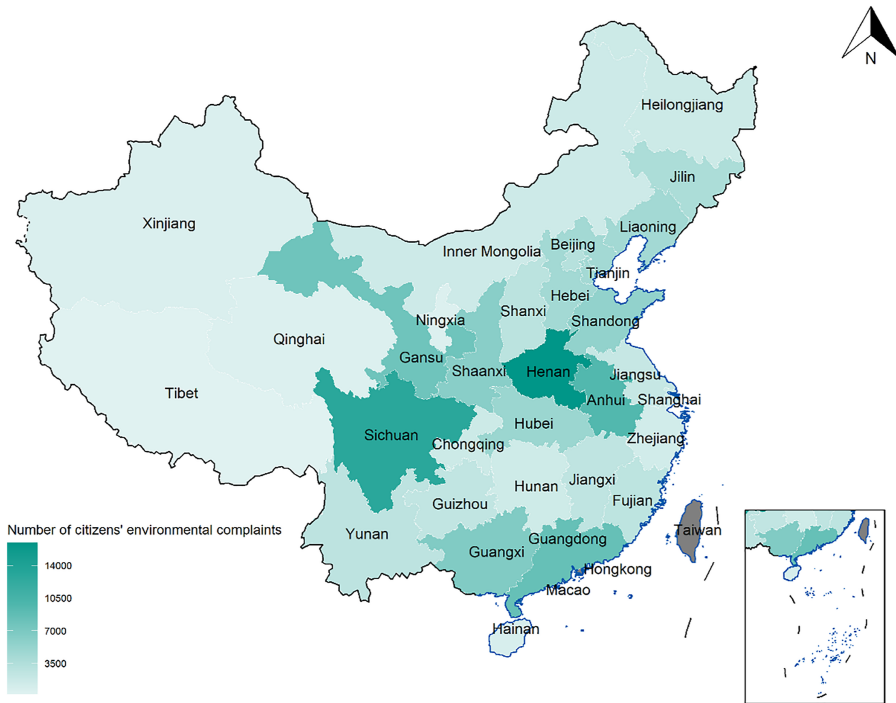 N
Heilongjiang
Jilin
Xinjiang
Liaoning
Beijing
Inner Mongolia
Tianjin
Hebei
Shanxi
Ningxia
Shandong
Qinghai
Gansu
Shaanxi
Henan
Jiangsu
Tibet
Anhui
Shanghai
Hubei
Sichuan
Zhejiang
Chongqing
Jiangxi
Hunan
Fujian
Guizhou
Number of citizens' environmental complaints
Yunan
Taiwan
Guangdong
Guangxi
14000
Hongkong
Macao
10500
Hainan
7000
3500